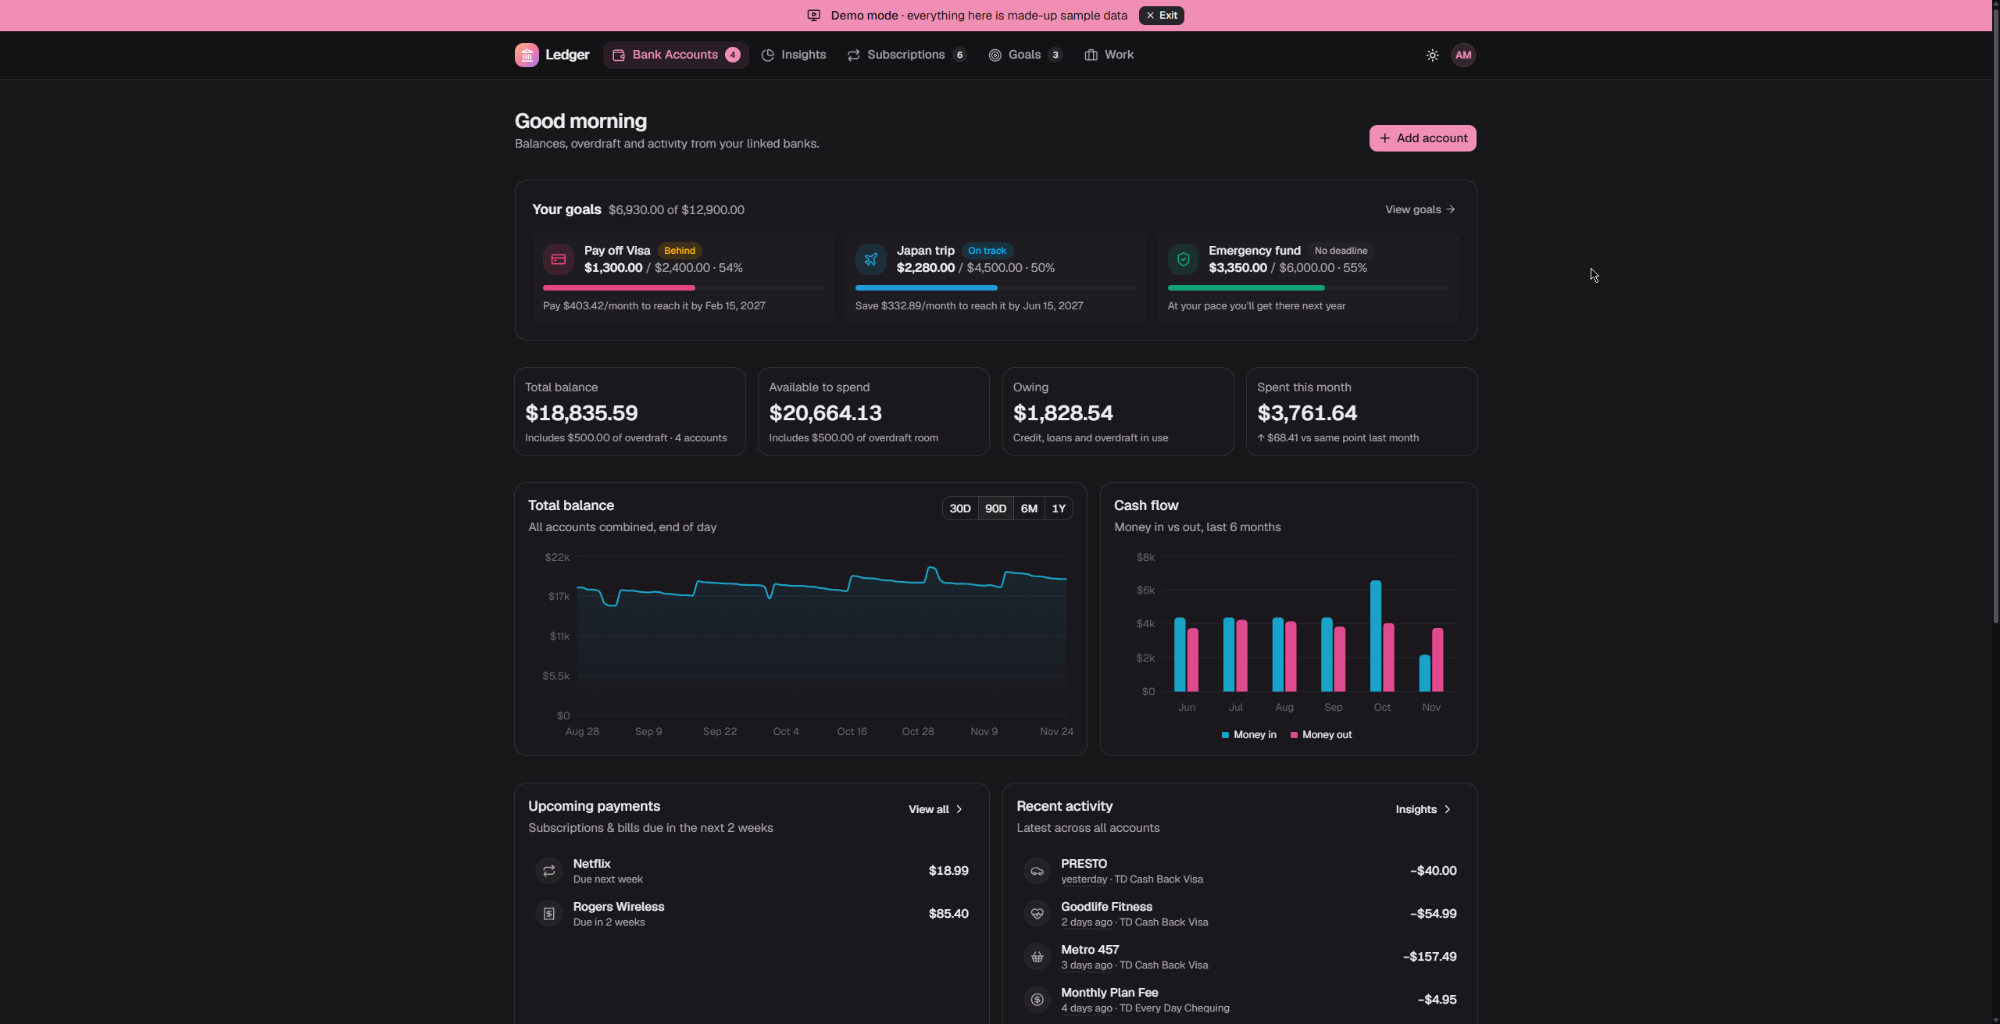 Demo mode · everything here is made-up sample data
Exit
Ledger
Bank Accounts 4
Insights
Subscriptions 6
Goals 3
Work
AM
Good morning
Balances, overdraft and activity from your linked banks.
Add account
Your goals $6,930.00 of $12,900.00
View goals
Pay off Visa Behind
$1,300.00 / $2,400.00 · 54%
Pay $403.42/month to reach it by Feb 15, 2027
Japan trip On track
$2,280.00 / $4,500.00 · 50%
Save $332.89/month to reach it by Jun 15, 2027
Emergency fund No deadline
$3,350.00 / $6,000.00 · 55%
At your pace you'll get there next year
Total balance
$18,835.59
Includes $500.00 of overdraft · 4 accounts
Available to spend
$20,664.13
Includes $500.00 of overdraft room
Owing
$1,828.54
Credit, loans and overdraft in use
Spent this month
$3,761.64
↑ $68.41 vs same point last month
Total balance
All accounts combined, end of day
30D 90D 6M 1Y
$22k
$17k
$11k
$5.5k
$0
Aug 28 Sep 9 Sep 22 Oct 4 Oct 16 Oct 28 Nov 9 Nov 24
Cash flow
Money in vs out, last 6 months
$8k
$6k
$4k
$2k
$0
Jun Jul Aug Sep Oct Nov
Money in Money out
Upcoming payments
View all
Subscriptions & bills due in the next 2 weeks
Netflix
Due next week
$18.99
Rogers Wireless
Due in 2 weeks
$85.40
Recent activity
Insights
Latest across all accounts
PRESTO
yesterday · TD Cash Back Visa
−$40.00
Goodlife Fitness
2 days ago · TD Cash Back Visa
−$54.99
Metro 457
3 days ago · TD Cash Back Visa
−$157.49
Monthly Plan Fee
4 days ago · TD Every Day Chequing
−$4.95